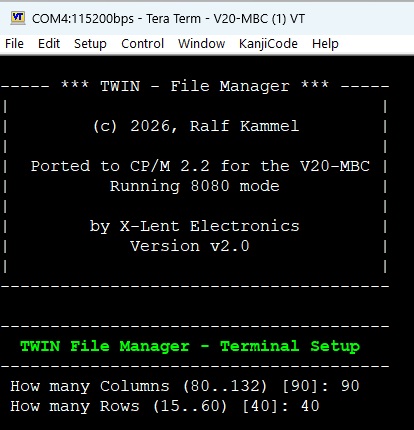 COM4:115200bps - Tera Term - V20-MBC (1) VT
File Edit Setup Control Window KanjiCode Help
----- *** TWIN - File Manager *** -----
| |
| (c) 2026, Ralf Kammel |
| |
| Ported to CP/M 2.2 for the V20-MBC |
| Running 8080 mode |
| |
| by X-Lent Electronics |
| Version v2.0 |
| |
---------------------------------------
---------------------------------------
TWIN File Manager - Terminal Setup
---------------------------------------
How many Columns (80..132) [90]: 90
How many Rows (15..60) [40]: 40